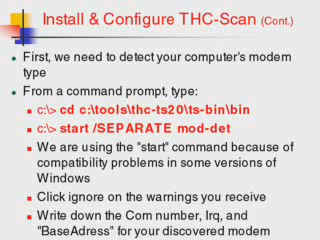 Install & Configure THC-Scan (Cont.)
First, we need to detect your computer's modem
type
From a command prompt, type:
c:\> cd c:\tools\thc-ts20\ts-bin\bin
c:\> start /SEPARATE mod-det
We are using the "start" command because of
compatibility problems in some versions of
Windows
Click ignore on the warnings you receive
Write down the Com number, Irq, and
"BaseAdress" for your discovered modem